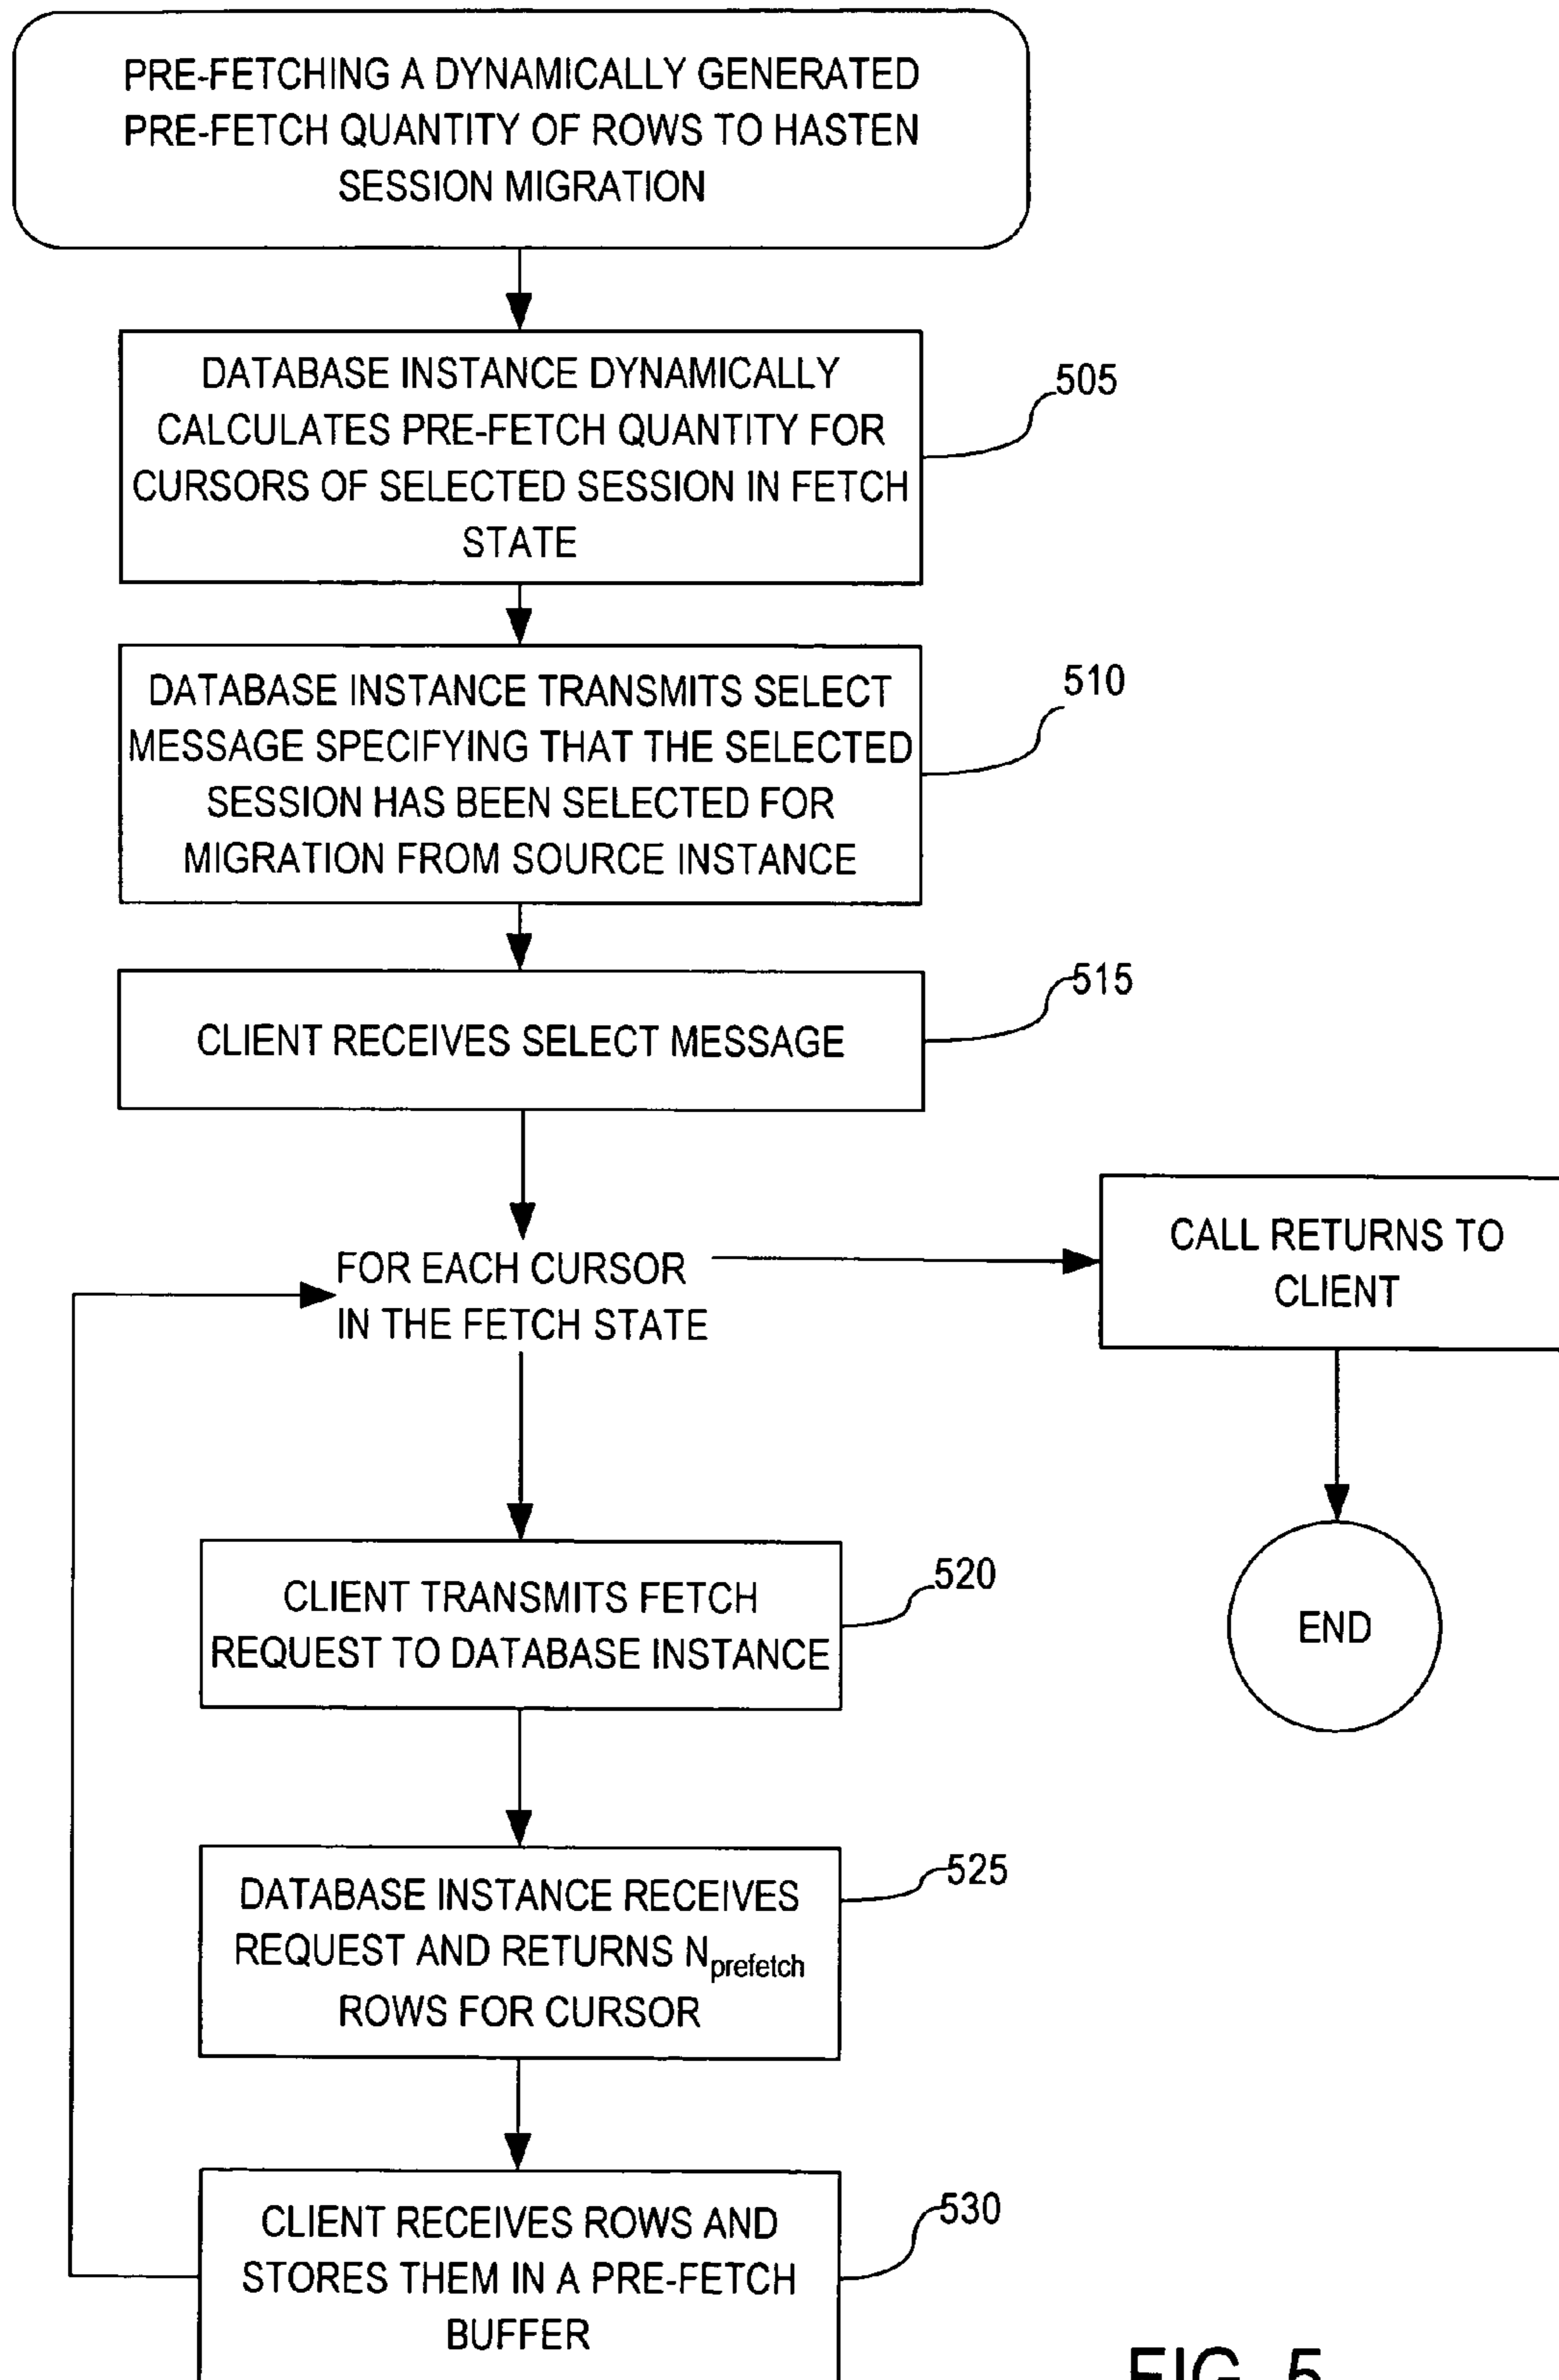 PRE-FETCHING A DYNAMICALLY GENERATED
PRE-FETCH QUANTITY OF ROWS TO HASTEN
SESSION MIGRATION
DATABASE INSTANCE DYNAMICALLY
CALCULATES PRE-FETCH QUANTITY FOR
CURSORS OF SELECTED SESSION IN FETCH
STATE
505
DATABASE INSTANCE TRANSMITS SELECT
MESSAGE SPECIFYING THAT THE SELECTED
SESSION HAS BEEN SELECTED FOR
MIGRATION FROM SOURCE INSTANCE
510
CLIENT RECEIVES SELECT MESSAGE
515
FOR EACH CURSOR
IN THE FETCH STATE
CALL RETURNS TO
CLIENT
END
CLIENT TRANSMITS FETCH
REQUEST TO DATABASE INSTANCE
520
DATABASE INSTANCE RECEIVES
REQUEST AND RETURNS Nprefetch
ROWS FOR CURSOR
525
CLIENT RECEIVES ROWS AND
STORES THEM IN A PRE-FETCH
BUFFER
530
FIG. 5